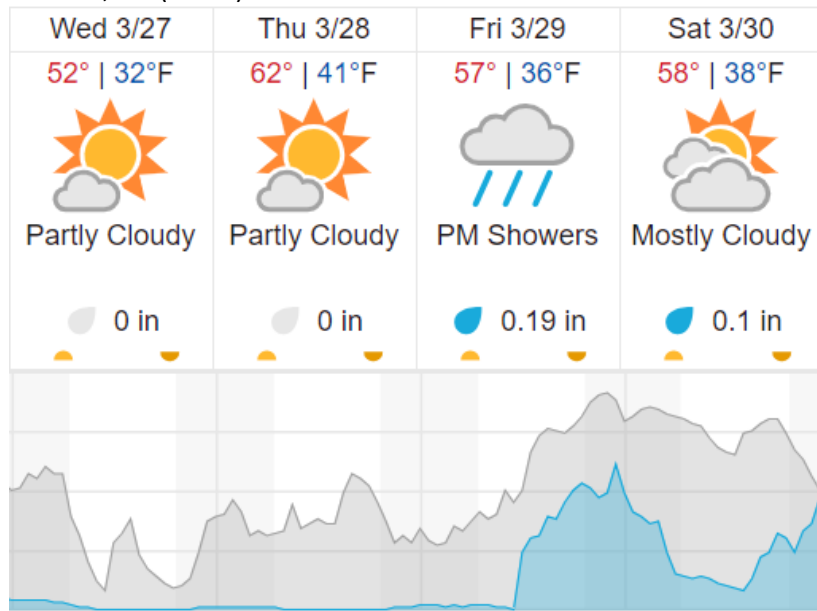 Wed 3/27 Thu 3/28 Fri 3/29 Sat 3/30
52° | 32°F 62° | 41°F 57° | 36°F 58° | 38°F
Partly Cloudy Partly Cloudy PM Showers Mostly Cloudy
0 in 0 in 0.19 in 0.1 in